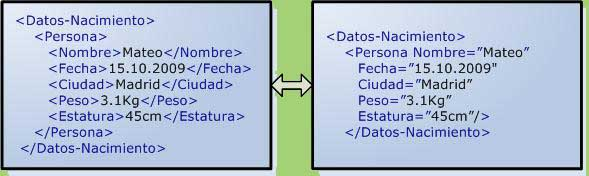 <Datos-Nacimiento>
<Persona>
<Nombre>Mateo</Nombre>
<Fecha>15.10.2009</Fecha>
<Ciudad>Madrid</Ciudad>
<Peso>3.1Kg</Peso>
<Estatura>45cm</Estatura>
</Persona>
</Datos-Nacimiento>
<Datos-Nacimiento>
<Persona Nombre=”Mateo”
Fecha=”15.10.2009"
Ciudad=”Madrid”
Peso=”3.1Kg”
Estatura=”45cm”/>
</Datos-Nacimiento>